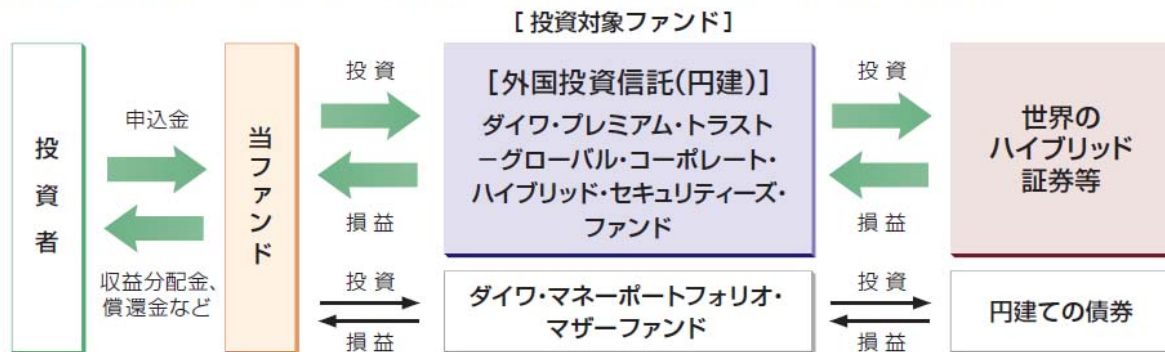 [投資対象ファンド]
投資者
申込金
収益分配金、
償還金など
当ファンド
投資
損益
[外国投資信託(円建)]
ダイワ・プレミアム・トラスト
－グローバル・コーポレート・
ハイブリッド・セキュリティーズ・
ファンド
投資
損益
世界の
ハイブリッド
証券等
投資
損益
ダイワ・マネーポートフォリオ・
マザーファンド
投資
損益
円建ての債券